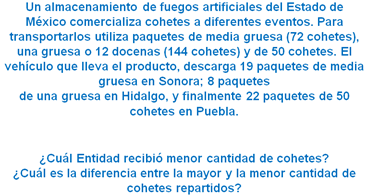 Un almacenamiento de fuegos artificiales del Estado de
México comercializa cohetes a diferentes eventos. Para
transportarlos utiliza paquetes de media gruesa (72 cohetes),
una gruesa o 12 docenas (144 cohetes) y de 50 cohetes. El
vehículo que lleva el producto, descarga 19 paquetes de media
gruesa en Sonora; 8 paquetes
de una gruesa en Hidalgo, y finalmente 22 paquetes de 50
cohetes en Puebla.
¿Cuál Entidad recibió menor cantidad de cohetes?
¿Cuál es la diferencia entre la mayor y la menor cantidad de
cohetes repartidos?